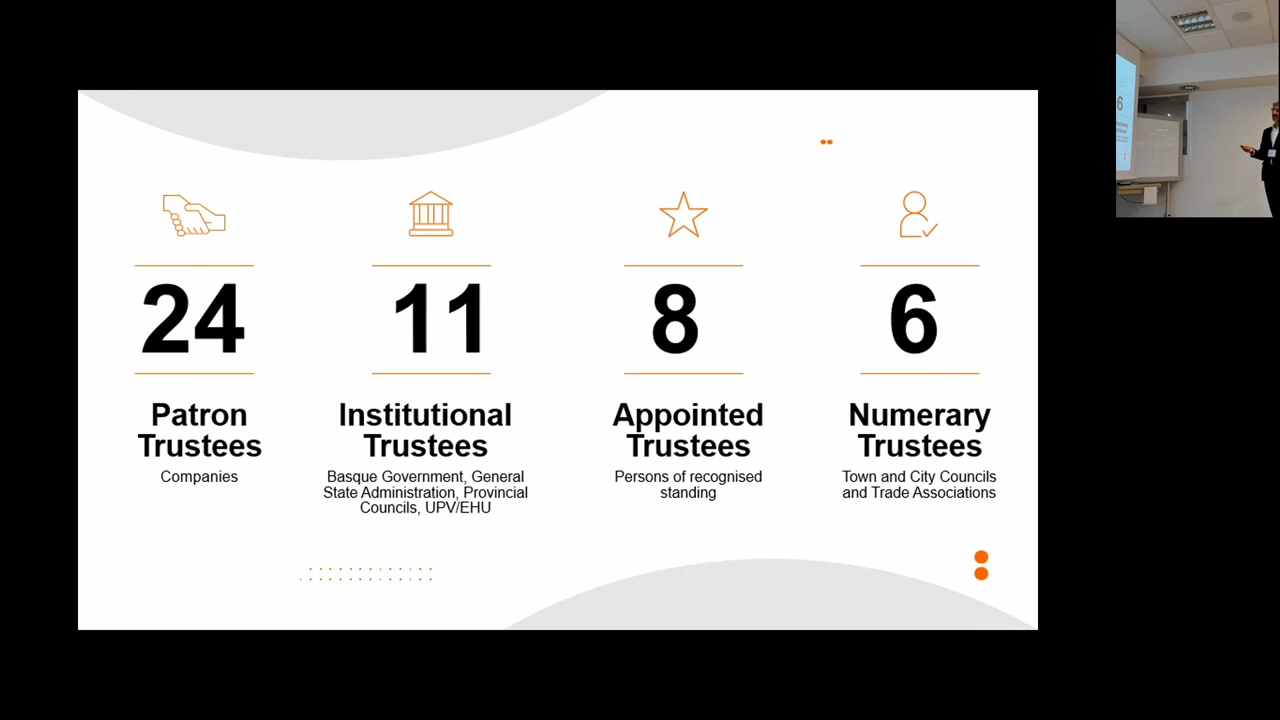 24
Patron
Trustees
Companies
11
Institutional
Trustees
Basque Government, General
State Administration, Provincial
Councils, UPV/EHU
8
Appointed
Trustees
Persons of recognised
standing
6
Numerary
Trustees
Town and City Councils
and Trade Associations
6